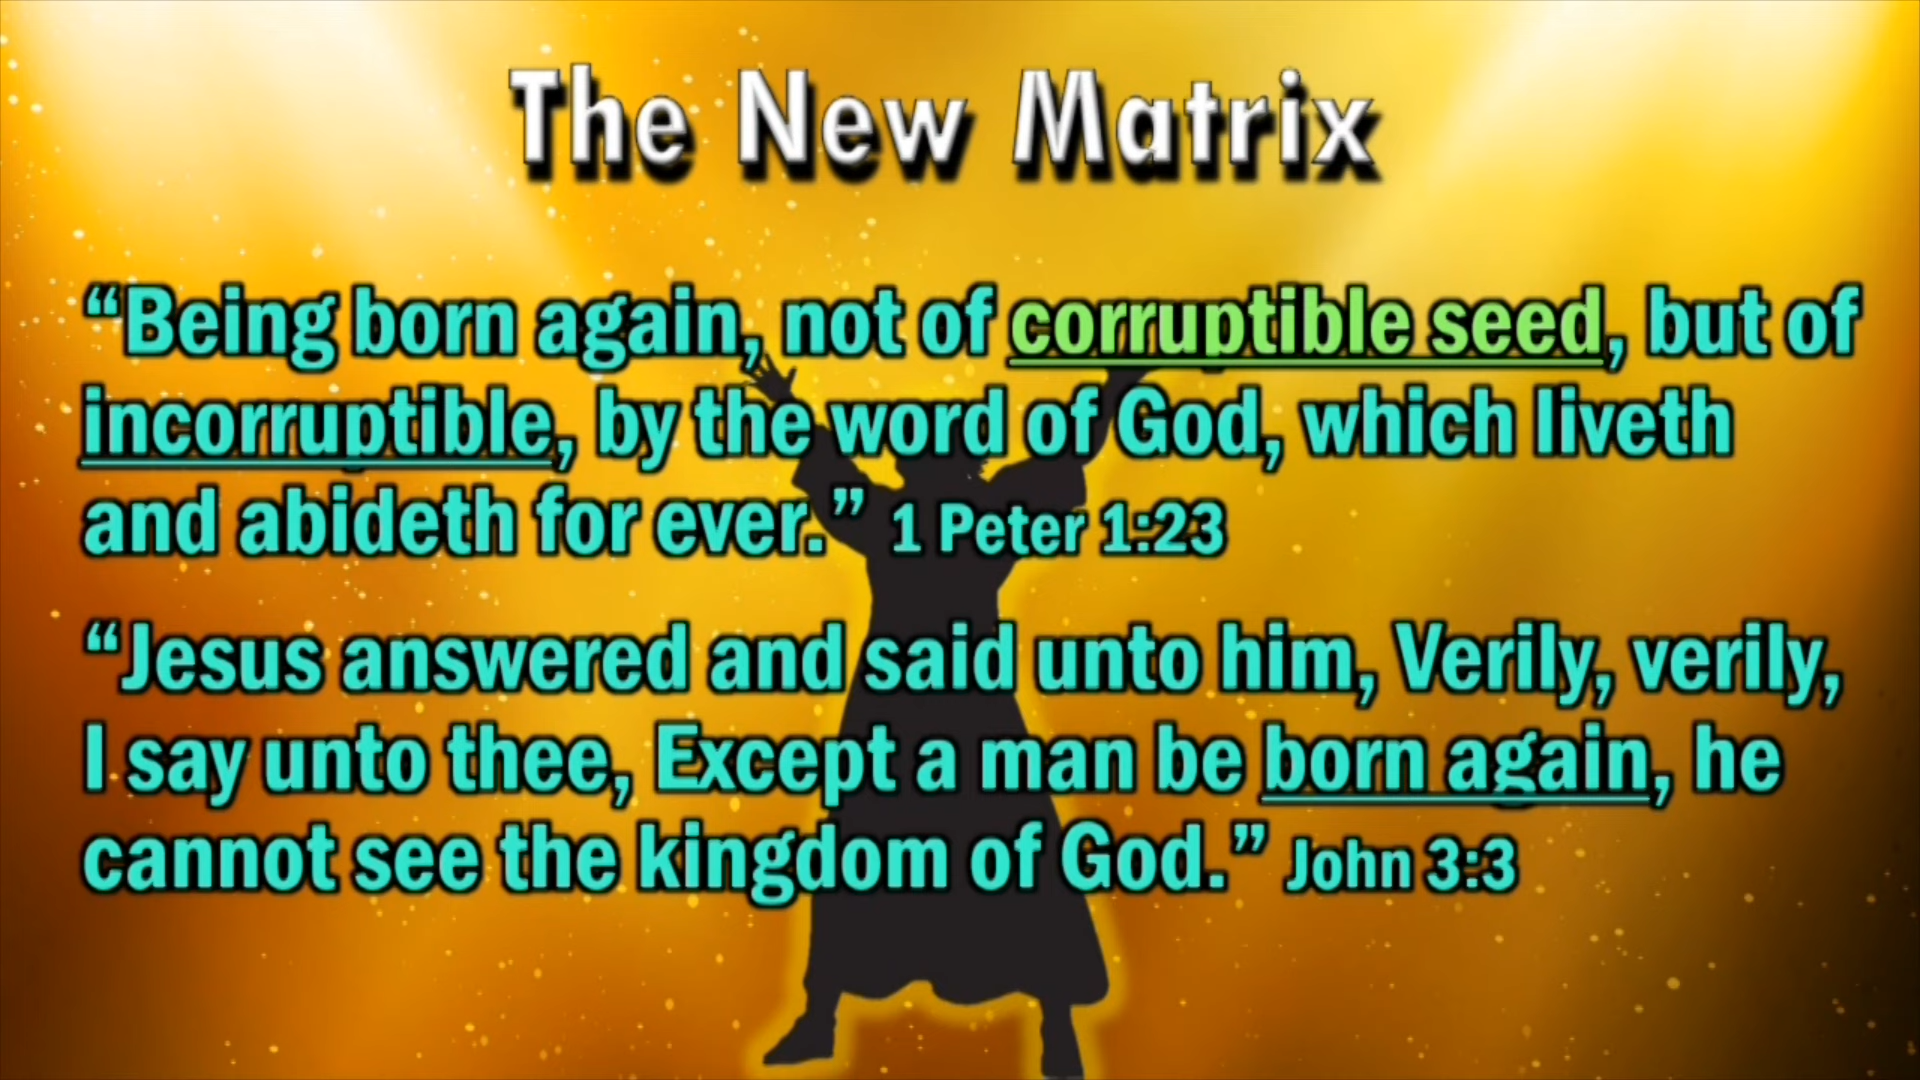 The New Matrix
“Being born again, not of corruptible seed, but of
incorruptible, by the word of God, which liveth
and abideth for ever.” 1 Peter 1:23
“Jesus answered and said unto him, Verily, verily,
I say unto thee, Except a man be born again, he
cannot see the kingdom of God.” John 3:3